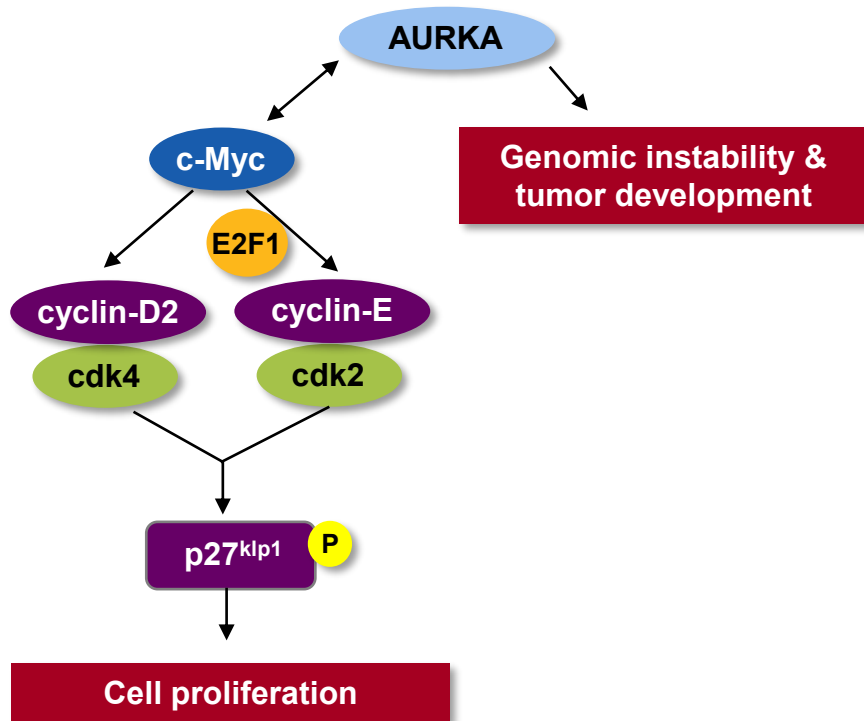 AURKA
c-Myc
Genomic instability &
tumor development
E2F1
cyclin-D2
cyclin-E
cdk4
cdk2
p27klp1
P
Cell proliferation